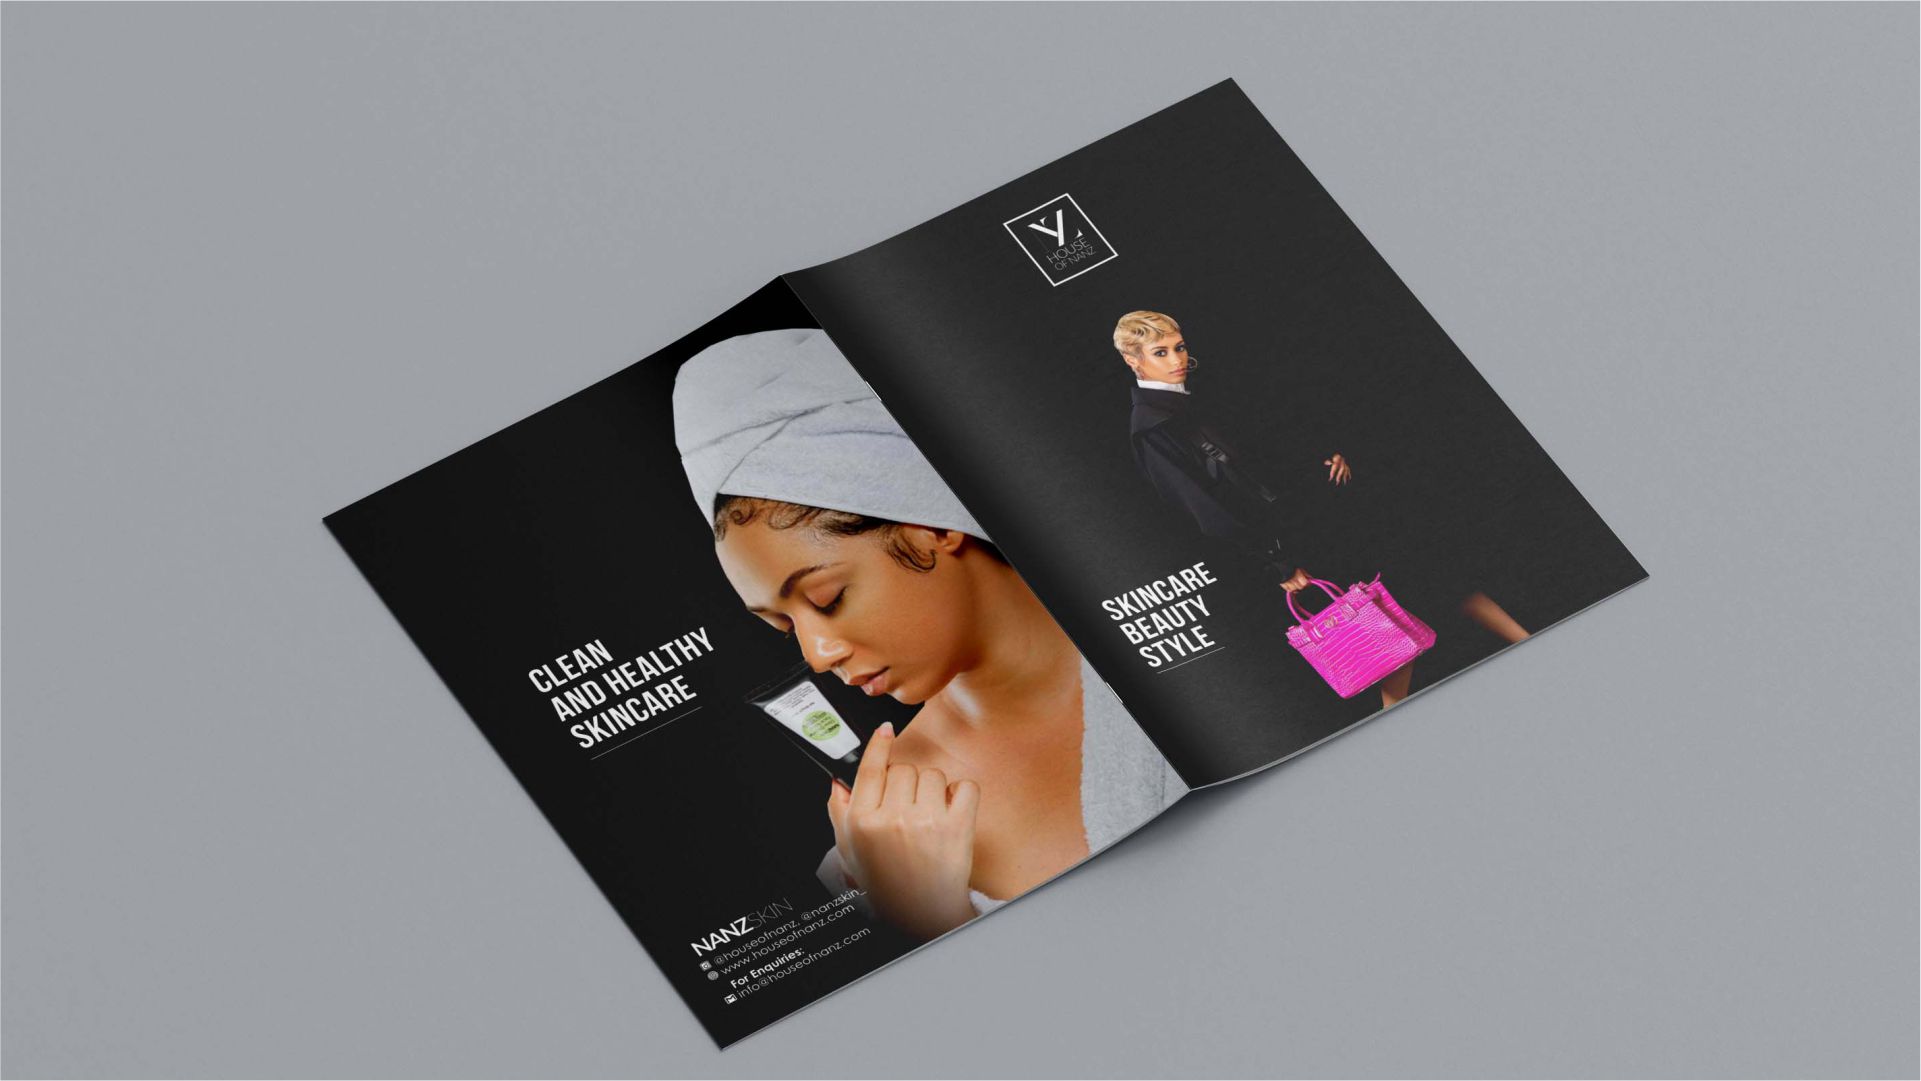 CLEAN
AND HEALTHY
SKINCARE
NANZSKIN
@houseofnanz, @nanzskin_
www.houseofnanz.com
For Enquiries:
info@houseofnanz.com
NZ
HOUSE
OF NANZ
SKINCARE
BEAUTY
STYLE